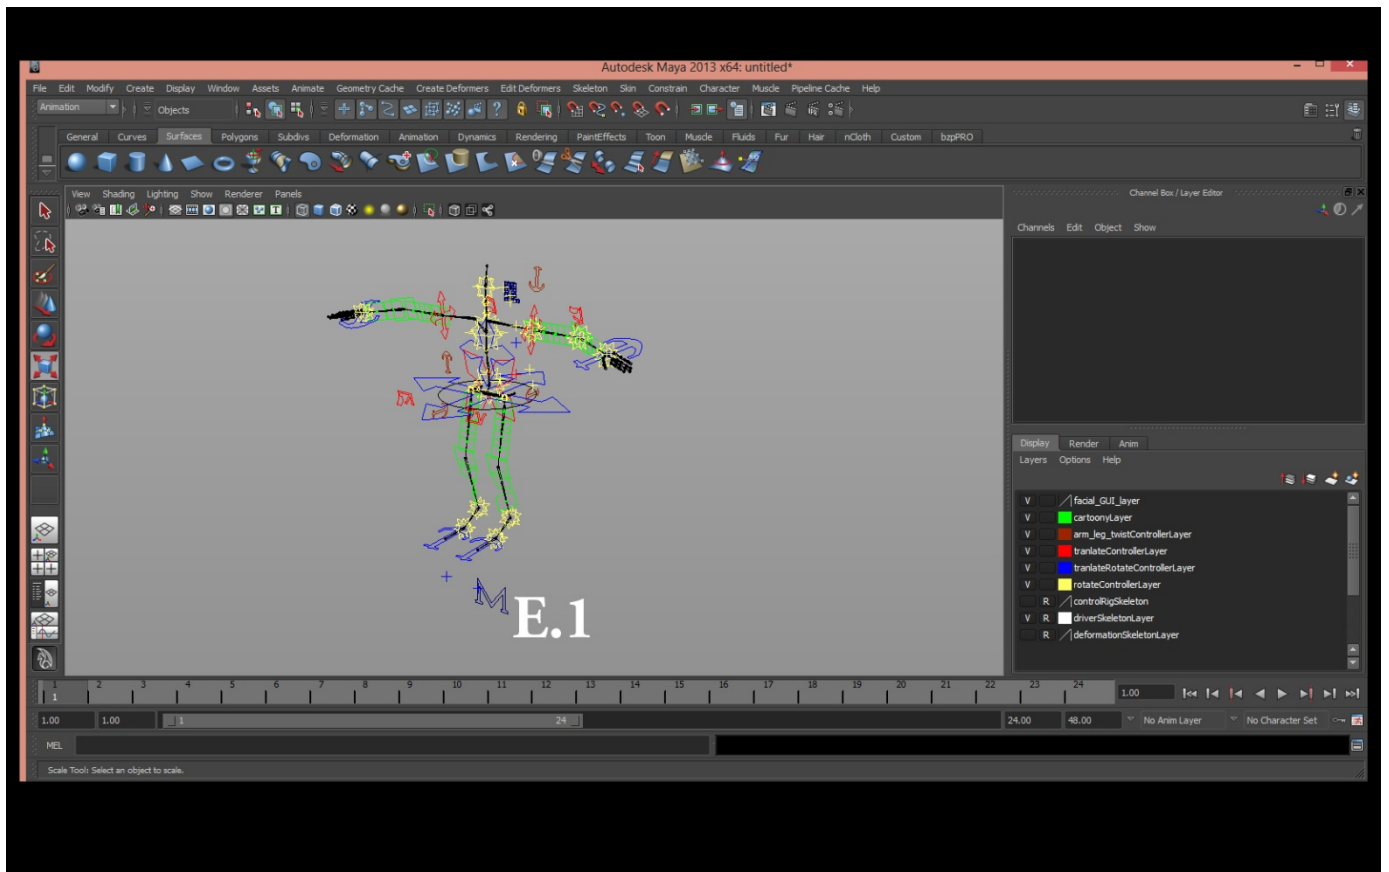 Autodesk Maya 2013 x64: untitled*
File Edit Modify Create Display Window Assets Animate Geometry Cache Create Deformers Edit Deformers Skeleton Skin Constrain Character Muscle Pipeline Cache Help
Animation Objects
General Curves Surfaces Polygons Subdivs Deformation Animation Dynamics Rendering PaintEffects Toon Muscle Fluids Fur Hair nCloth Custom bzpPRO
View Shading Lighting Show Renderer Panels
Channel Box / Layer Editor
Channels Edit Object Show
Display Render Anim
Layers Options Help
V facial_GUI_layer
V cartoonyLayer
V arm_leg_twistControllerLayer
V tranlateControllerLayer
V tranlateRotateControllerLayer
V rotateControllerLayer
R controlRigSkeleton
V R driverSkeletonLayer
R deformationSkeletonLayer
M
E.1
1 2 3 4 5 6 7 8 9 10 11 12 13 14 15 16 17 18 19 20 21 22 23 24
1 1.00
1.00 1.00 1 24 24.00 48.00 No Anim Layer No Character Set
MEL
Scale Tool: Select an object to scale.